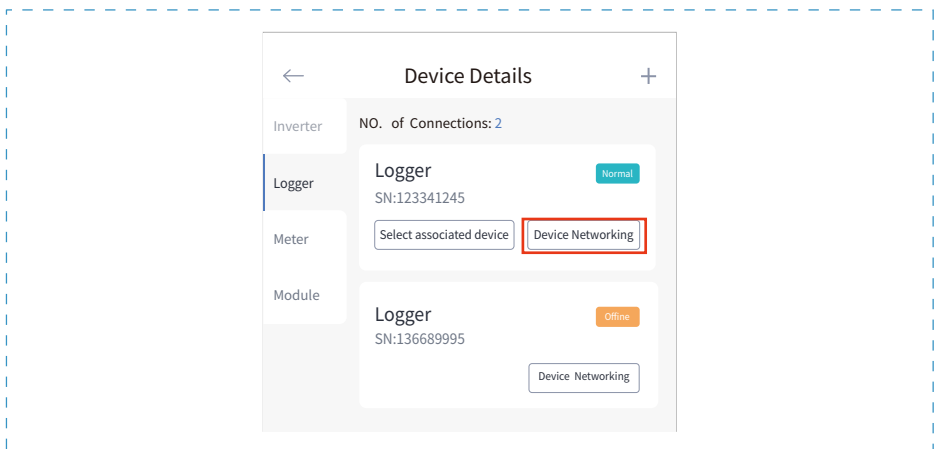 Device Details
Inverter
Logger
Meter
Module
NO. of Connections: 2
Logger
Normal
SN:123341245
Select associated device
Device Networking
Logger
Offine
SN:136689995
Device Networking